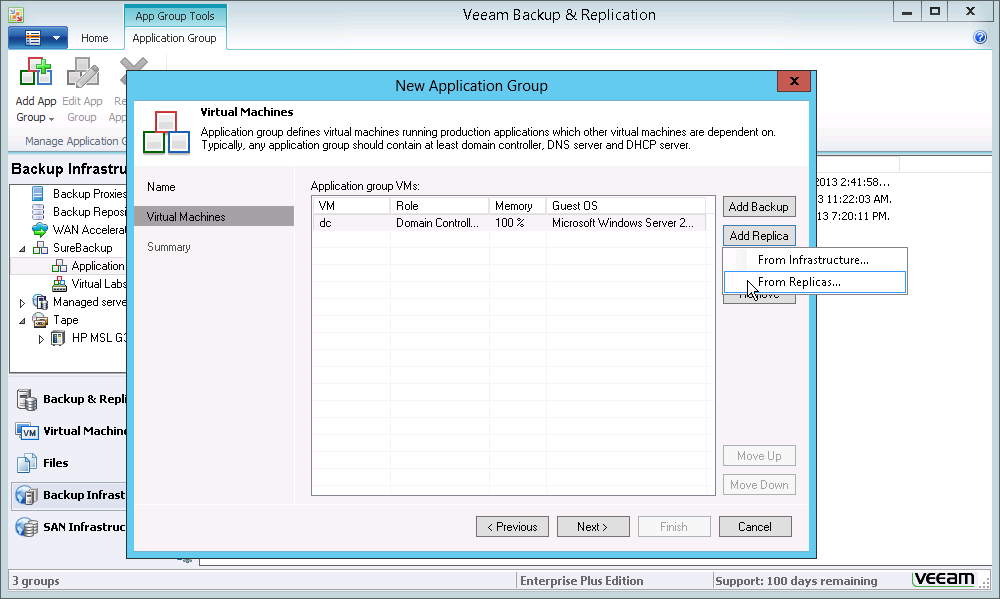 App Group Tools
Veeam Backup & Replication
Home
Application Group
Add App
Group
Edit App
Group
Re
App
Manage Application G
New Application Group
Virtual Machines
Application group defines virtual machines running production applications which other virtual machines are dependent on.
Typically, any application group should contain at least domain controller, DNS server and DHCP server.
Backup Infrastru
Backup Proxies
Backup Reposi
WAN Accelerat
SureBackup
Application
Virtual Labs
Managed serve
Tape
HP MSL G3
Name
Virtual Machines
Summary
Application group VMs:
VM Role Memory Guest OS
dc Domain Controll... 100 % Microsoft Windows Server 2...
Add Backup
Add Replica
From Infrastructure...
From Replicas...
Remove
Move Up
Move Down
2013 2:41:58...
3 11:22:03 AM.
13 7:20:11 PM.
Backup & Repli
Virtual Machine
Files
Backup Infrast
SAN Infrastruc
< Previous
Next >
Finish
Cancel
3 groups
Enterprise Plus Edition
Support: 100 days remaining
veeam